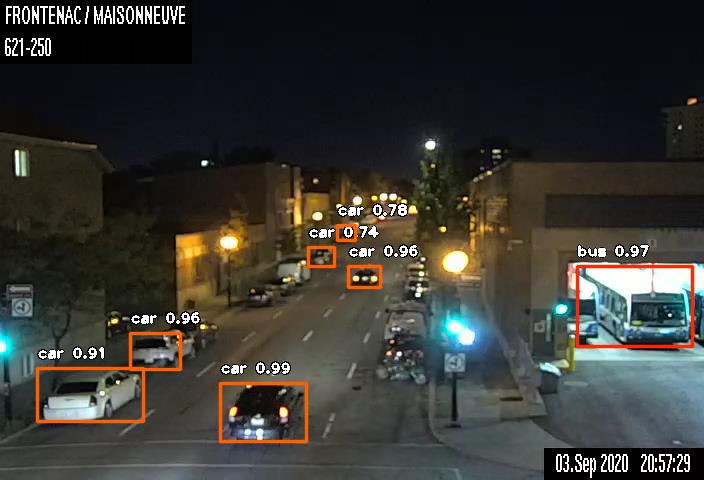 FRONTENAC / MAISONNEUVE
621-250
car 0.78
car 0.74
car 0.96
bus 0.97
car 0.96
car 0.91
car 0.99
03.Sep 2020 20:57:29